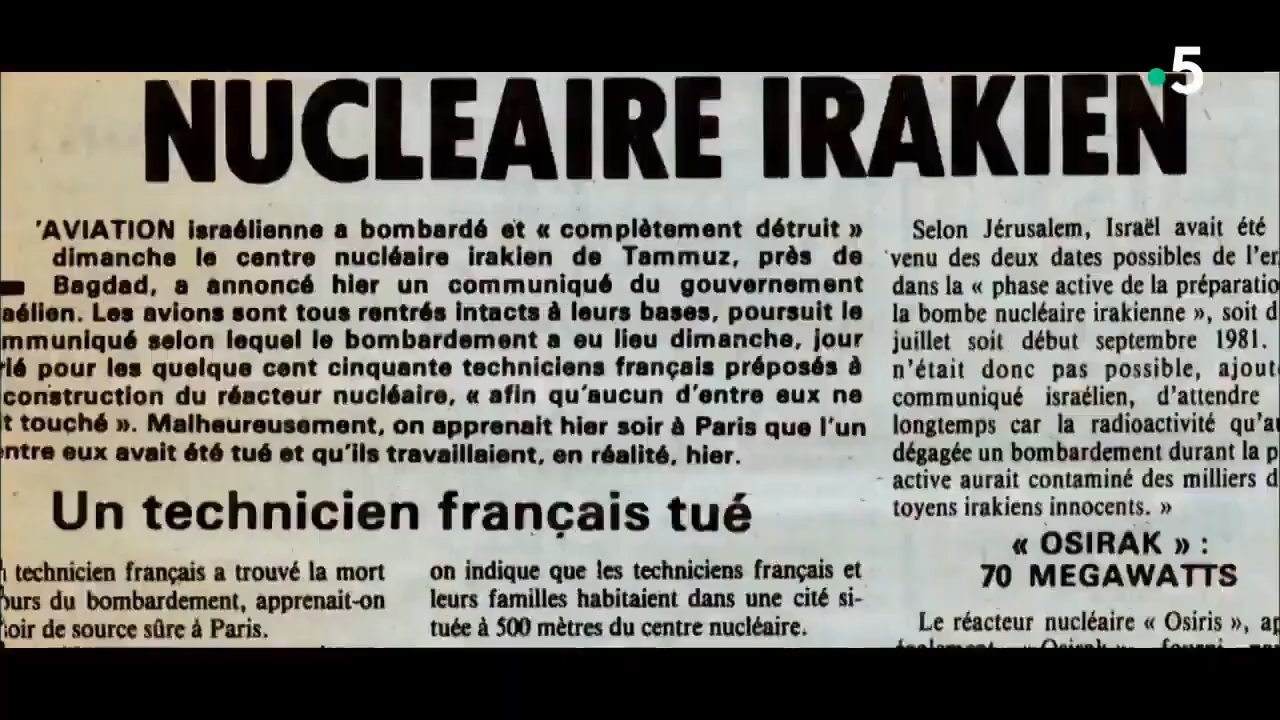 5
NUCLEAIRE IRAKIEN
'AVIATION israélienne a bombardé et « complètement détruit »
dimanche le centre nucléaire irakien de Tammuz, près de
Bagdad, a annoncé hier un communiqué du gouvernement
aélien. Les avions sont tous rentrés intacts à leurs bases, poursuit le
mmuniqué selon lequel le bombardement a eu lieu dimanche, jour
rié pour les quelque cent cinquante techniciens français préposés à
construction du réacteur nucléaire, « afin qu'aucun d'entre eux ne
t touché ». Malheureusement, on apprenait hier soir à Paris que l'un
ntre eux avait été tué et qu'ils travaillaient, en réalité, hier.
Un technicien français tué
technicien français a trouvé la mort
ours du bombardement, apprenait-on
soir de source sûre à Paris.
on indique que les techniciens français et
leurs familles habitaient dans une cité si-
tuée à 500 mètres du centre nucléaire.
Selon Jérusalem, Israël avait été
venu des deux dates possibles de l'en
dans la « phase active de la préparatio
la bombe nucléaire irakienne », soit d
juillet soit début septembre 1981.
n'était donc pas possible, ajout
communiqué israélien, d'attendre
longtemps car la radioactivité qu'au
dégagée un bombardement durant la p
active aurait contaminé des milliers d
toyens irakiens innocents. »
« OSIRAK » :
70 MEGAWATTS
Le réacteur nucléaire « Osiris », ap